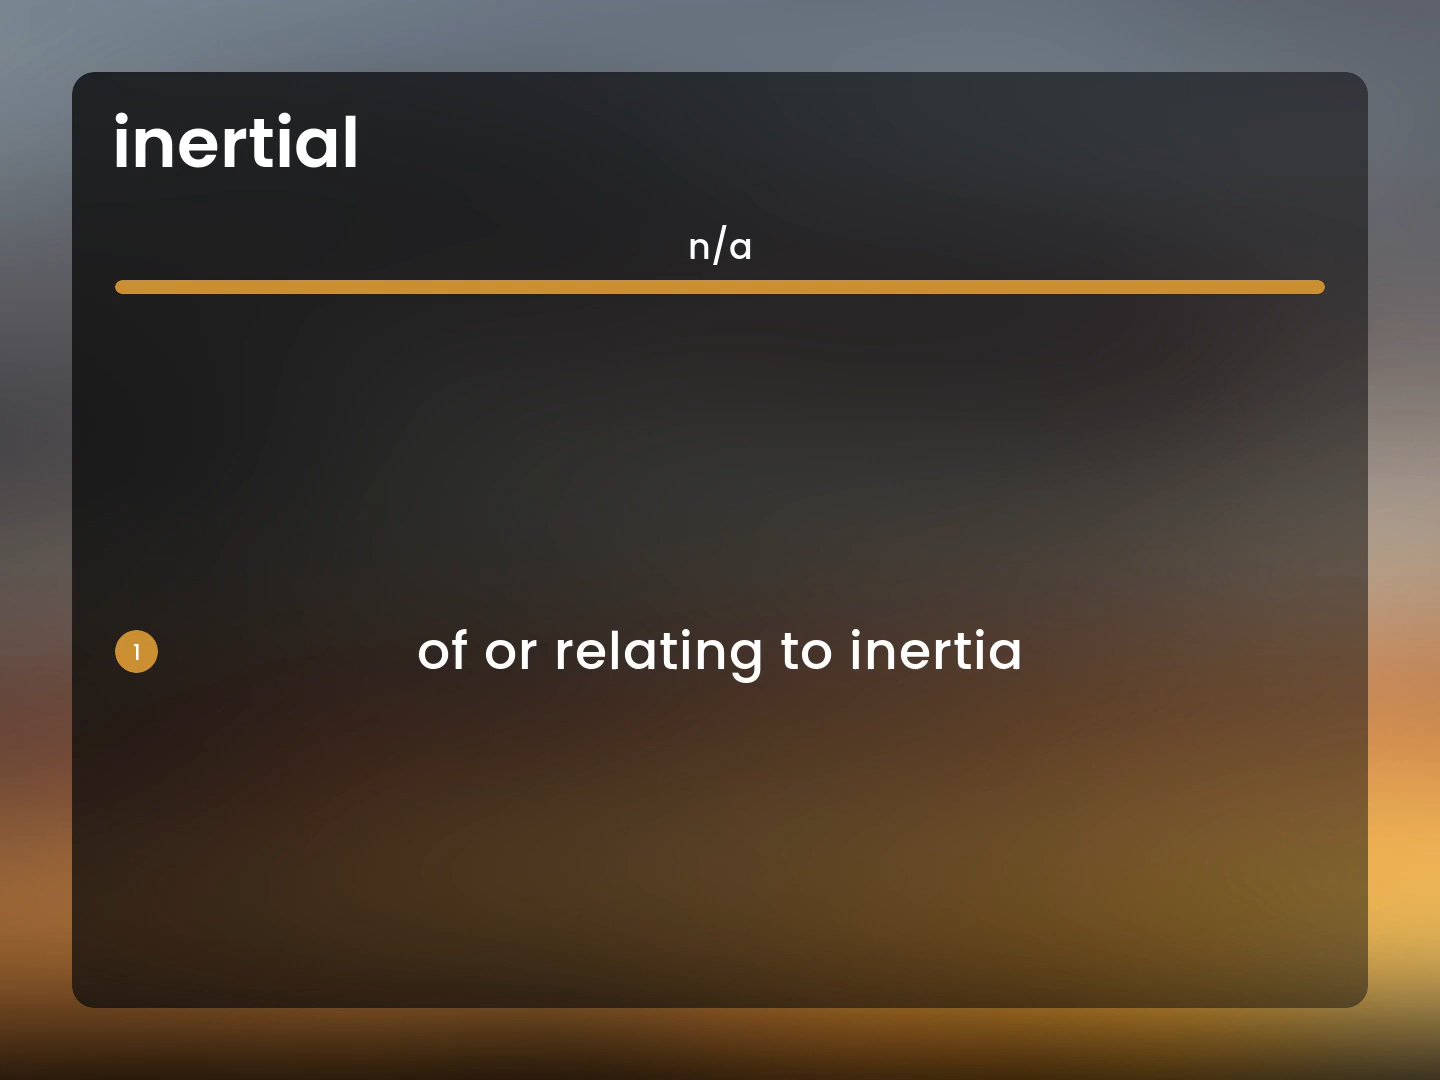 inertial
n/a
1 of or relating to inertia